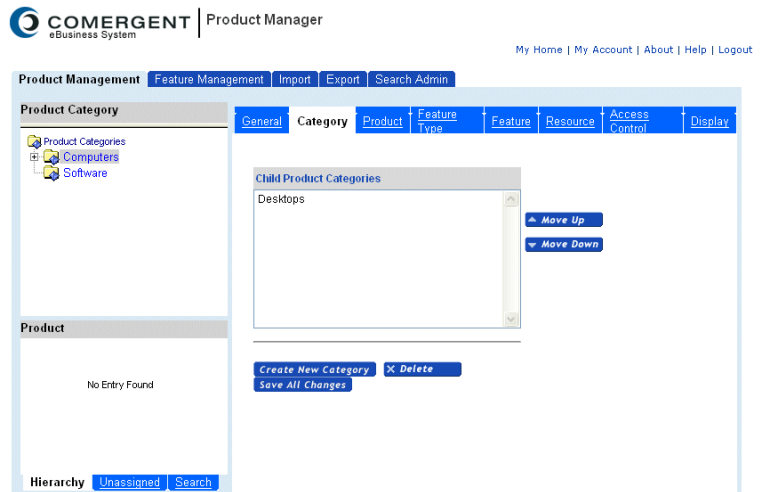 COMERGENT
eBusiness System
Product Manager
My Home | My Account | About | Help | Logout
Product Management
Feature Management
Import
Export
Search Admin
Product Category
Product Categories
Computers
Software
General
Category
Product
Feature
Type
Feature
Resource
Access
Control
Display
Child Product Categories
Desktops
Move Up
Move Down
Create New Category
Delete
Save All Changes
Product
No Entry Found
Hierarchy
Unassigned
Search